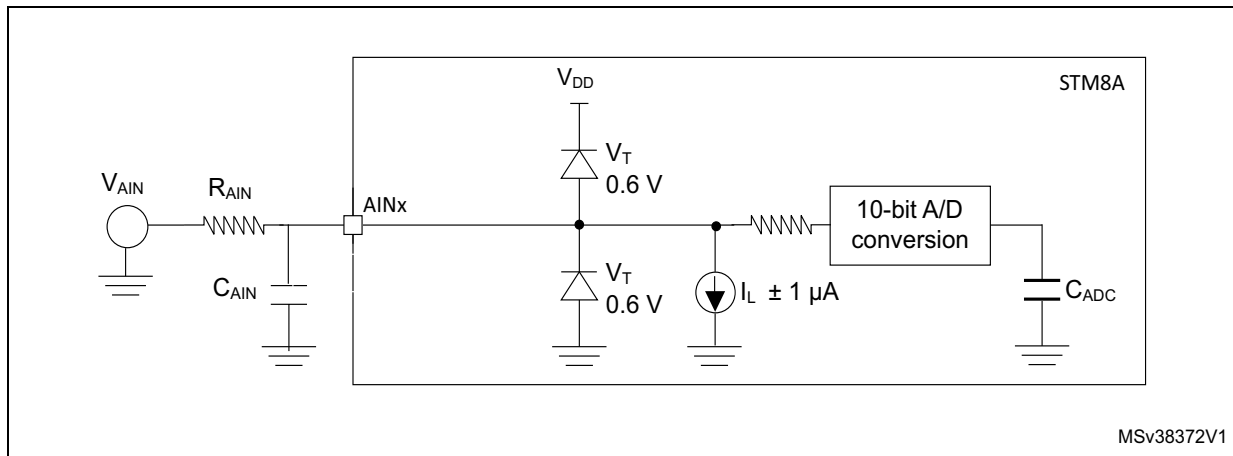 STM8A
VDD
VT
0.6 V
VAIN
RAIN
AINx
10-bit A/D
conversion
CAIN
VT
0.6 V
IL ± 1 µA
CADC
MSv38372V1